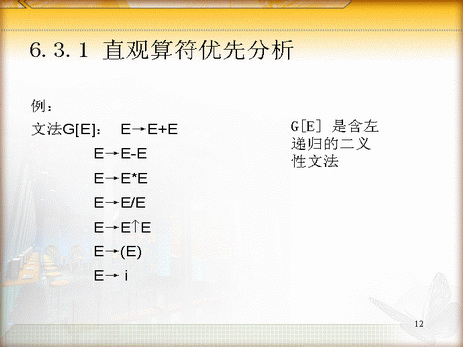 6.3.1 直观算符优先分析
例：
文法G[E]： E→E+E
E→E-E
E→E*E
E→E/E
E→E↑E
E→(E)
E→ i
G[E] 是含左
递归的二义
性文法
12